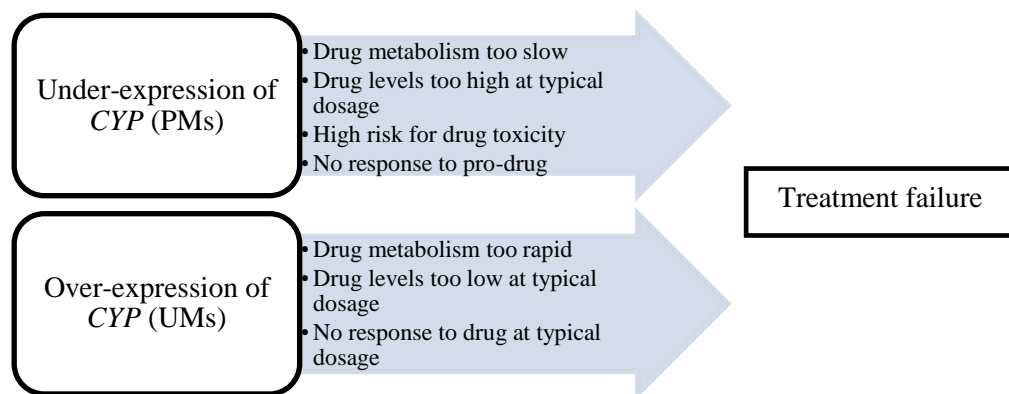 Under-expression of
CYP (PMs)
• Drug metabolism too slow
• Drug levels too high at typical
dosage
• High risk for drug toxicity
• No response to pro-drug
Over-expression of
CYP (UMs)
• Drug metabolism too rapid
• Drug levels too low at typical
dosage
• No response to drug at typical
dosage
Treatment failure